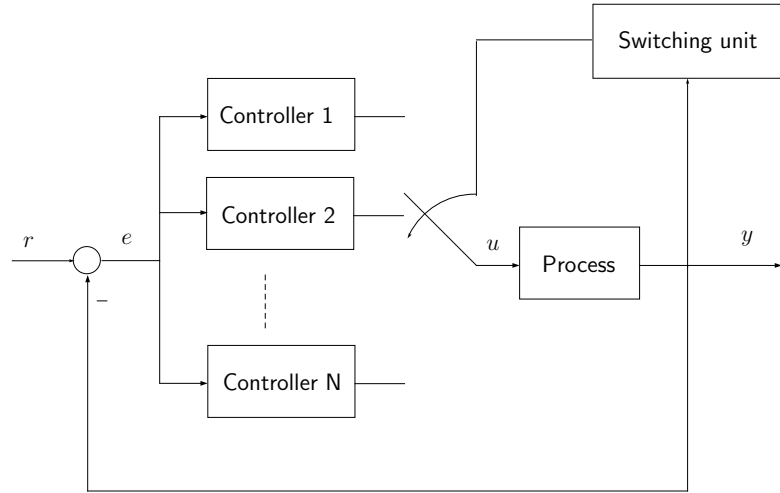 Switching unit
Controller 1
Controller 2
r
e
u
Process
y
–
Controller N